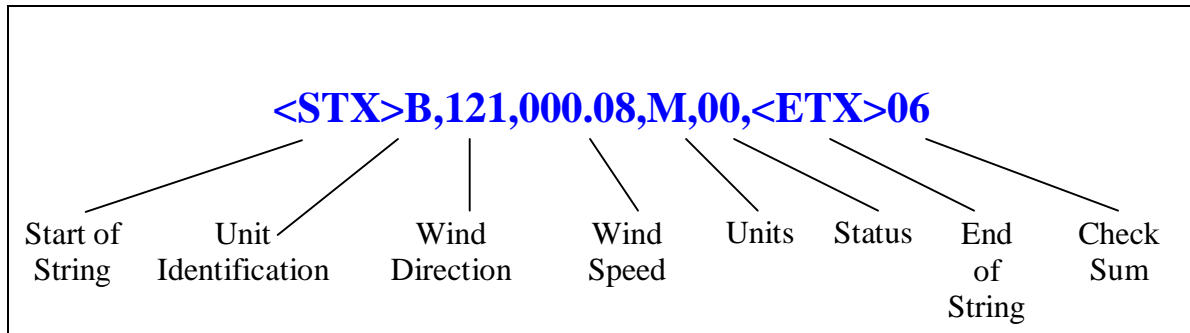 <STX>B,121,000.08,M,00,<ETX>06
Start of
String
Unit
Identification
Wind
Direction
Wind
Speed
Units
Status
End
of
String
Check
Sum